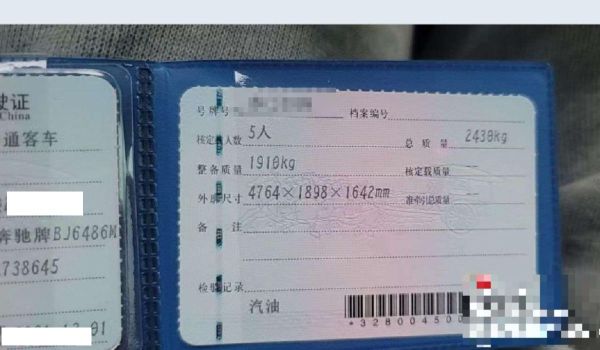 驶证
China
通客车
奔驰牌BJ6486
738645
01
号牌号
档案编号
核定载人数 5人
总质量 2430kg
整备质量 1910kg
核定载质量
外廓尺寸 4764×1898×1642mm
准牵引总质量
备注
检验记录
汽油
*328004500